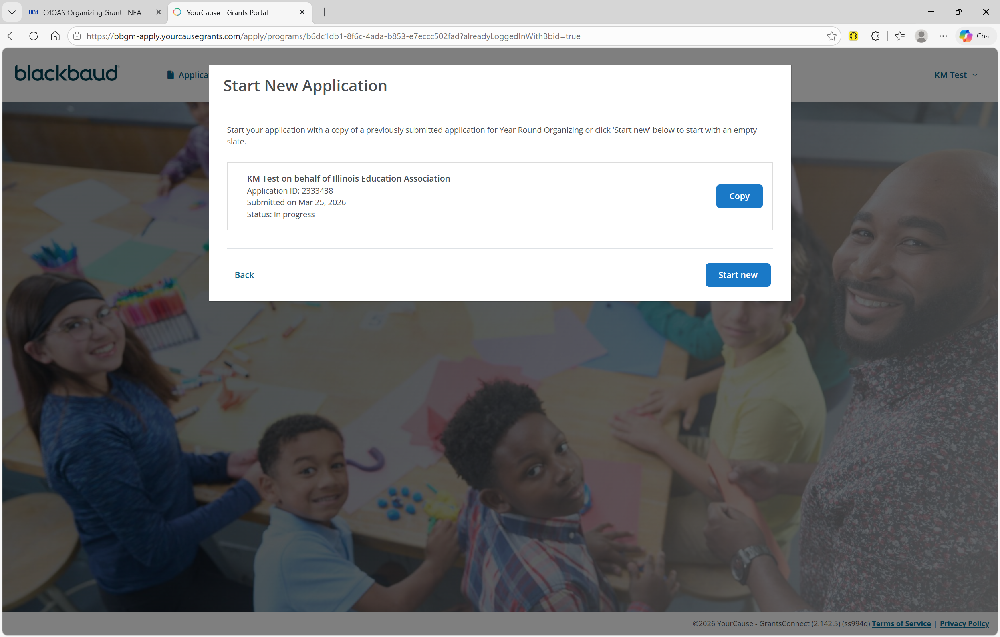 nea C4OAS Organizing Grant | NEA
YourCause - Grants Portal
https://bbgm-apply.yourcausegrants.com/apply/programs/b6dc1db1-8f6c-4ada-b853-e7eccc502fad?alreadyLoggedInWithBbid=true
Chat
blackbaud®
Applica
KM Test
Start New Application
Start your application with a copy of a previously submitted application for Year Round Organizing or click 'Start new' below to start with an empty
slate.
KM Test on behalf of Illinois Education Association
Application ID: 2333438
Submitted on Mar 25, 2026
Status: In progress
Copy
Back
Start new
©2026 YourCause - GrantsConnect (2.142.5) (ss994q) Terms of Service | Privacy Policy